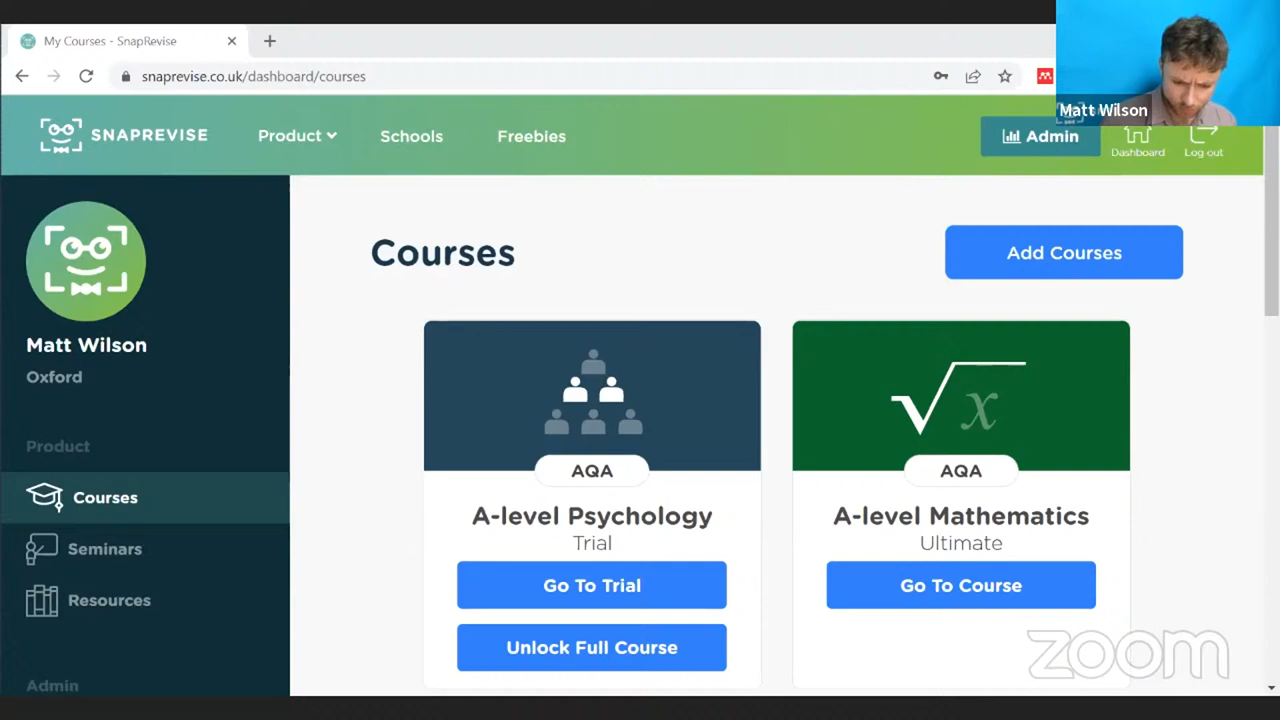 My Courses - SnapRevise
snaprevise.co.uk/dashboard/courses
Matt Wilson
SNAPREVISE
Product
Schools
Freebies
Admin
Dashboard
Log out
Matt Wilson
Oxford
Product
Courses
Seminars
Resources
Admin
Courses
Add Courses
AQA
A-level Psychology
Trial
Go To Trial
Unlock Full Course
AQA
A-level Mathematics
Ultimate
Go To Course
zoom